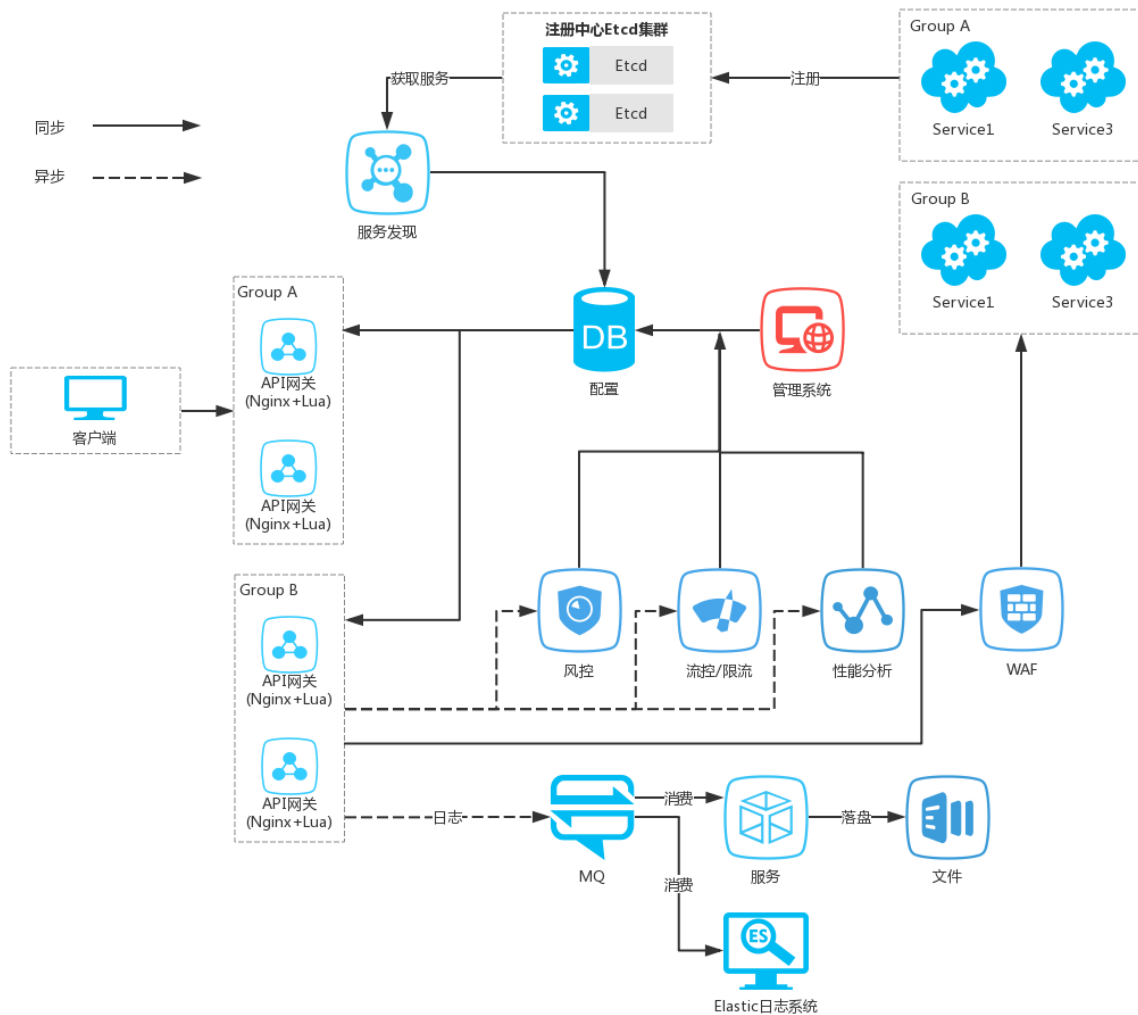 注册中心Etcd集群
Etcd
Etcd
获取服务
注册
Group A
Service1
Service3
同步
异步
服务发现
Group B
Service1
Service3
Group A
API网关
(Nginx+Lua)
API网关
(Nginx+Lua)
客户端
DB
配置
管理系统
Group B
API网关
(Nginx+Lua)
API网关
(Nginx+Lua)
风控
流控/限流
性能分析
WAF
日志
MQ
消费
服务
落盘
文件
消费
ES
Elastic日志系统